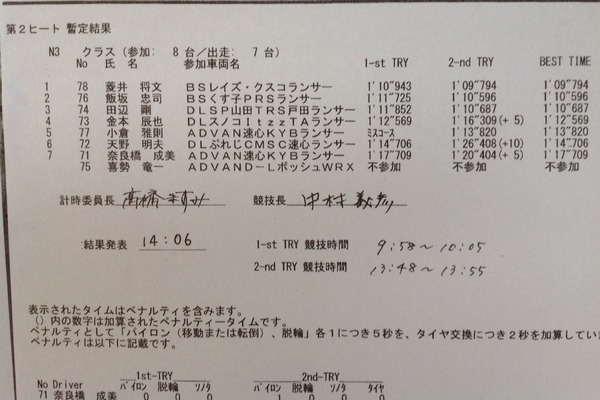 第２ヒート 暫定結果
N3 クラス（参加： 8 台／出走： 7 台）
No 氏 名 参加車両名 1-st TRY 2-nd TRY BEST TIME
1 78 菱井 将文 ＢＳレイズ・クスコランサー 1'10"943 1'09"794 1'09"794
2 76 飯坂 忠司 ＢＳくす子ＰＲＳランサー 1'11"725 1'10"596 1'10"596
3 74 田辺 剛 ＤＬＳＰ山田ＴＲＳ戸田ランサー 1'11"852 1'10"687 1'10"687
4 73 金本 辰也 ＤＬスノコＩｔｚｚＴＡランサー 1'12"569 1'16"309(+ 5) 1'12"569
5 77 小倉 雅則 ＡＤＶＡＮ速心ＫＹＢランサー ﾐｽｺｰｽ 1'13"820 1'13"820
6 72 天野 明夫 ＤＬぷれじＣＭＳＣ速心ランサー 1'14"706 1'26"408(+10) 1'14"706
7 71 奈良橋 成美 ＡＤＶＡＮ速心ＫＹＢランサー 1'17"709 1'20"404(+ 5) 1'17"709
75 喜勢 竜一 ＡＤＶＡＮ－ＤＬボッシュＷＲＸ 不参加 不参加 不参加
計時委員長 高橋ますみ 競技長 中村
結果発表 14:06 1-st TRY 競技時間 9:58～10:05
2-nd TRY 競技時間 13:48～13:55
表示されたタイムはペナルティを含みます。
（）内の数字は加算されたペナルティータイムです。
ペナルティとして「パイロン（移動または転倒）、脱輪」各１につき５秒を、タイヤ交換につき２秒を加算していま
ペナルティは以下に記載です。
1st-TRY 2nd-TRY
No Driver ﾊﾟｲﾛﾝ 脱輪 ｿﾉﾀ ﾊﾟｲﾛﾝ 脱輪 ｿﾉﾀ ﾀｲﾔ
71 奈良橋 成美 0 0 0 1 0 0 0